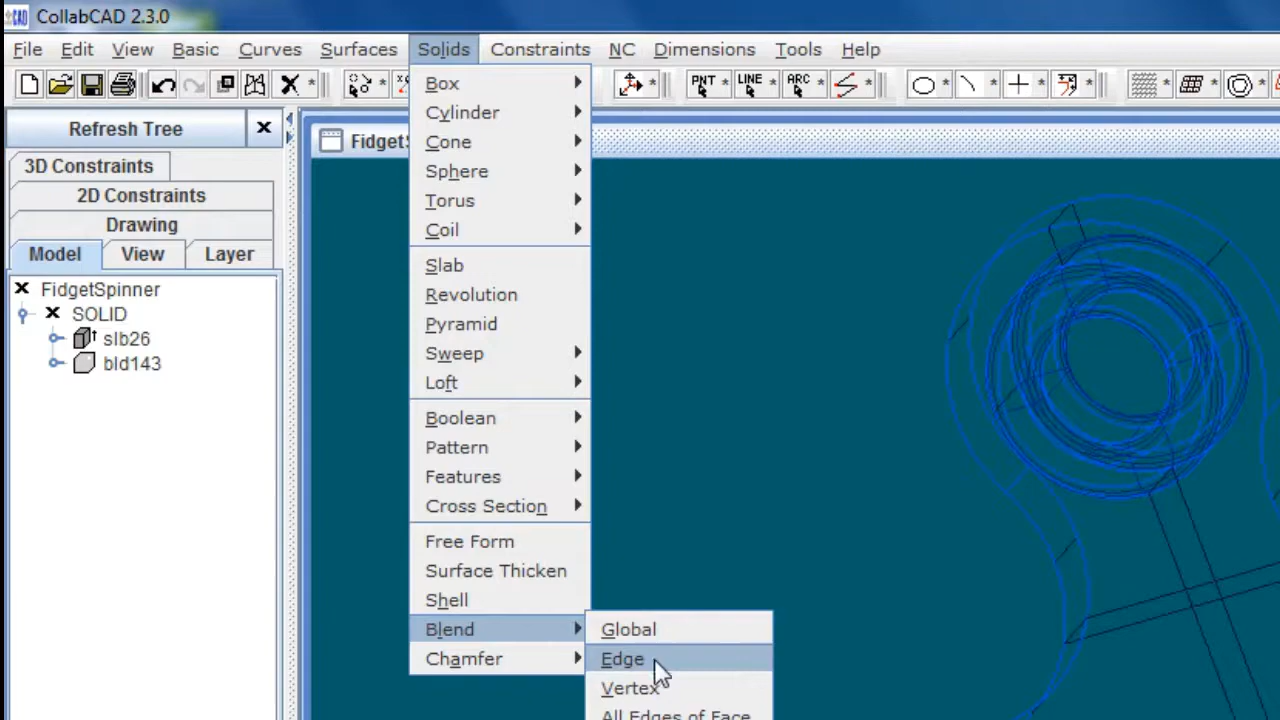 CAD CollabCAD 2.3.0
File Edit View Basic Curves Surfaces Solids Constraints NC Dimensions Tools Help
PNT LINE ARC
Refresh Tree
3D Constraints
2D Constraints
Drawing
Model View Layer
FidgetSpinner
SOLID
slb26
bld143
FidgetS
Box
Cylinder
Cone
Sphere
Torus
Coil
Slab
Revolution
Pyramid
Sweep
Loft
Boolean
Pattern
Features
Cross Section
Free Form
Surface Thicken
Shell
Blend
Chamfer
Global
Edge
Vertex
All Edges of Face